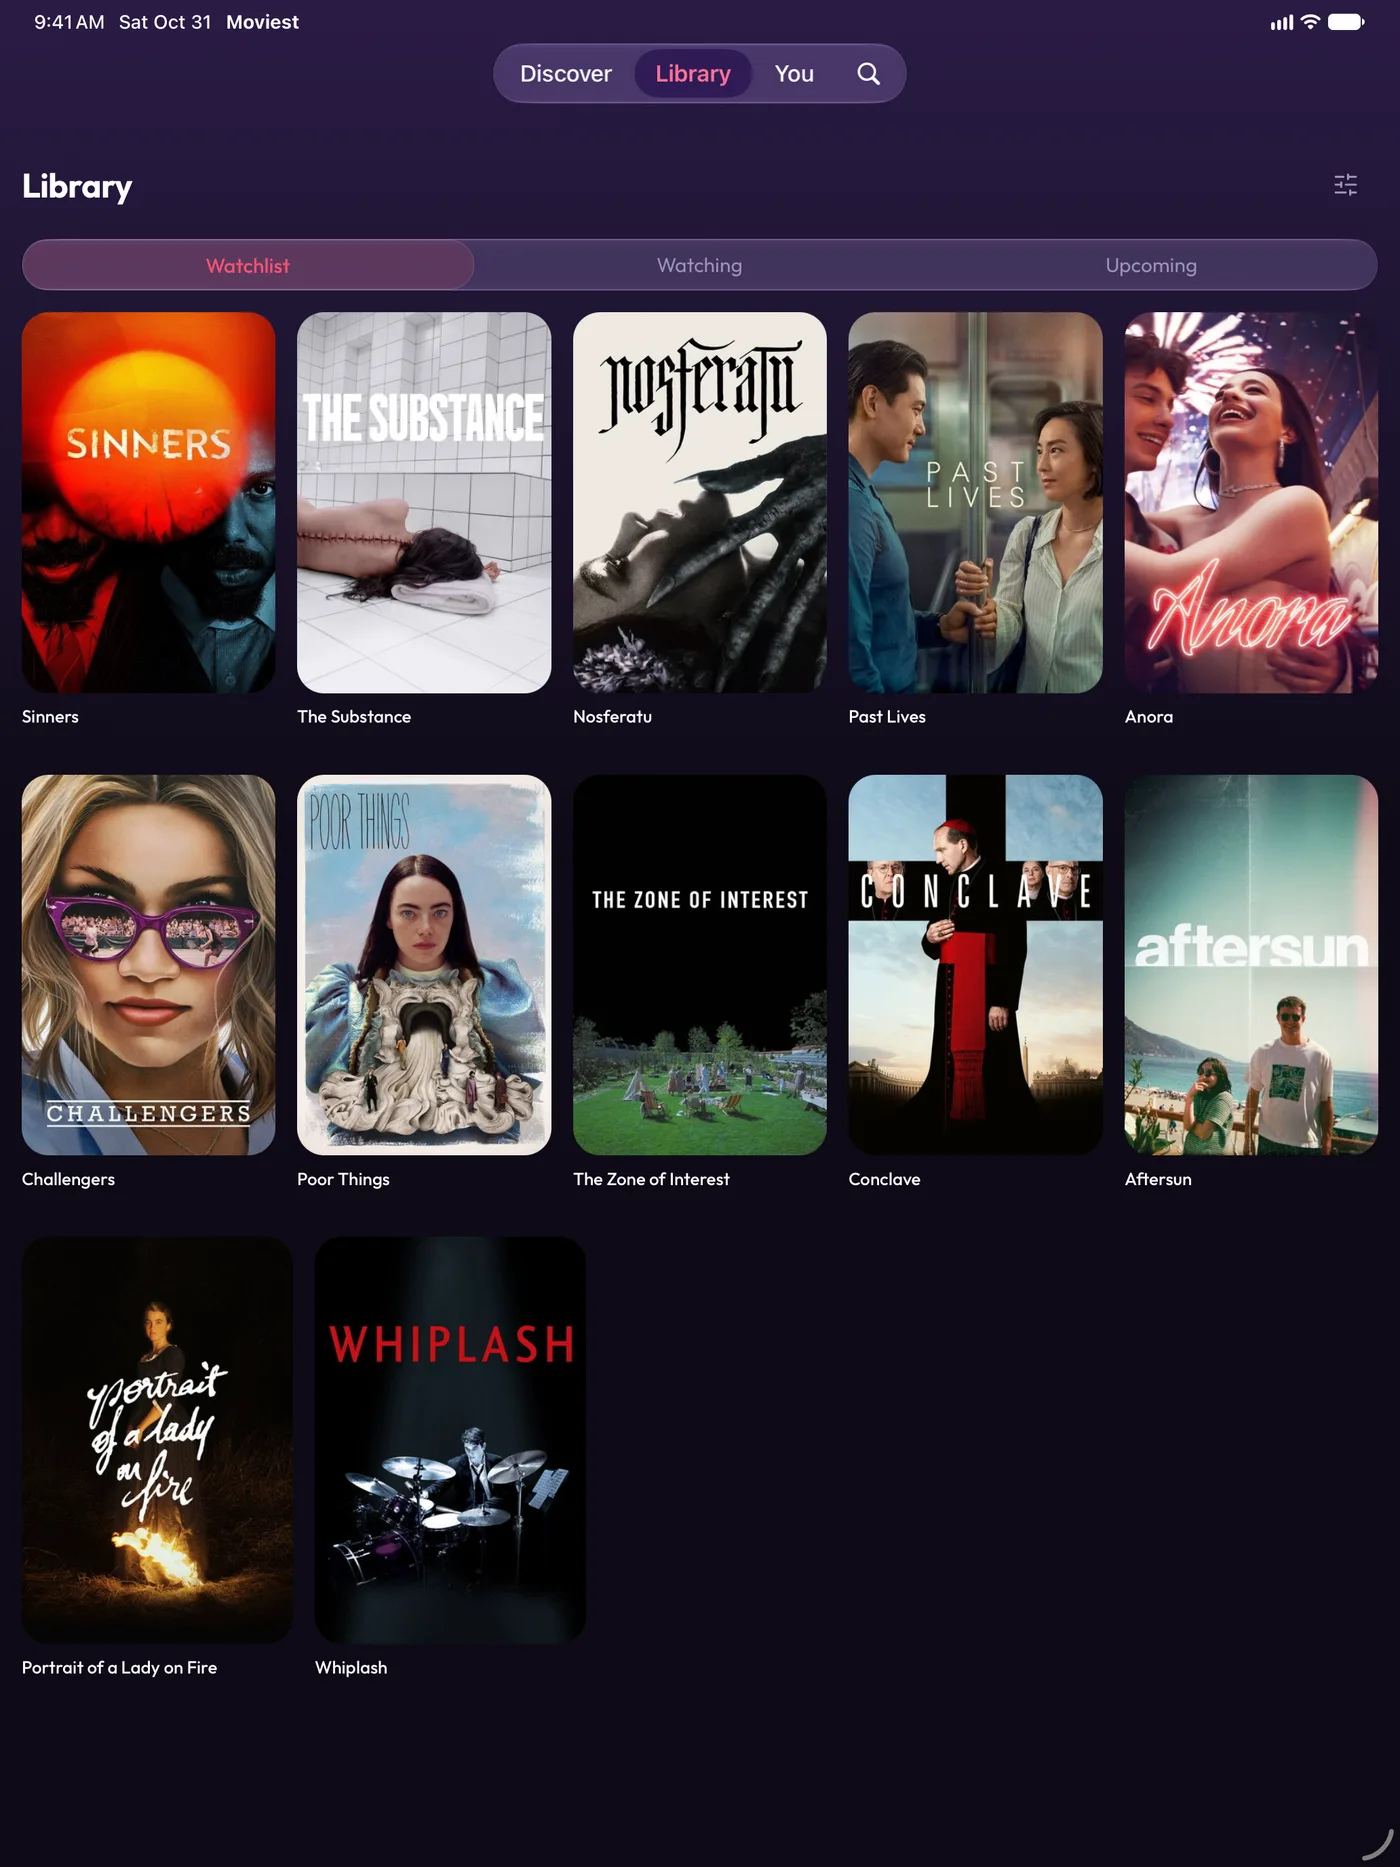 9:41 AM Sat Oct 31 Moviest
Discover Library You
Library
Watchlist Watching Upcoming
SINNERS
THE SUBSTANCE
nosferatu
PAST
LIVES
Anora
Sinners
The Substance
Nosferatu
Past Lives
Anora
CHALLENGERS
POOR THINGS
THE ZONE OF INTEREST
CONCLAVE
aftersun
Challengers
Poor Things
The Zone of Interest
Conclave
Aftersun
portrait
of a lady
on
fire
WHIPLASH
Portrait of a Lady on Fire
Whiplash